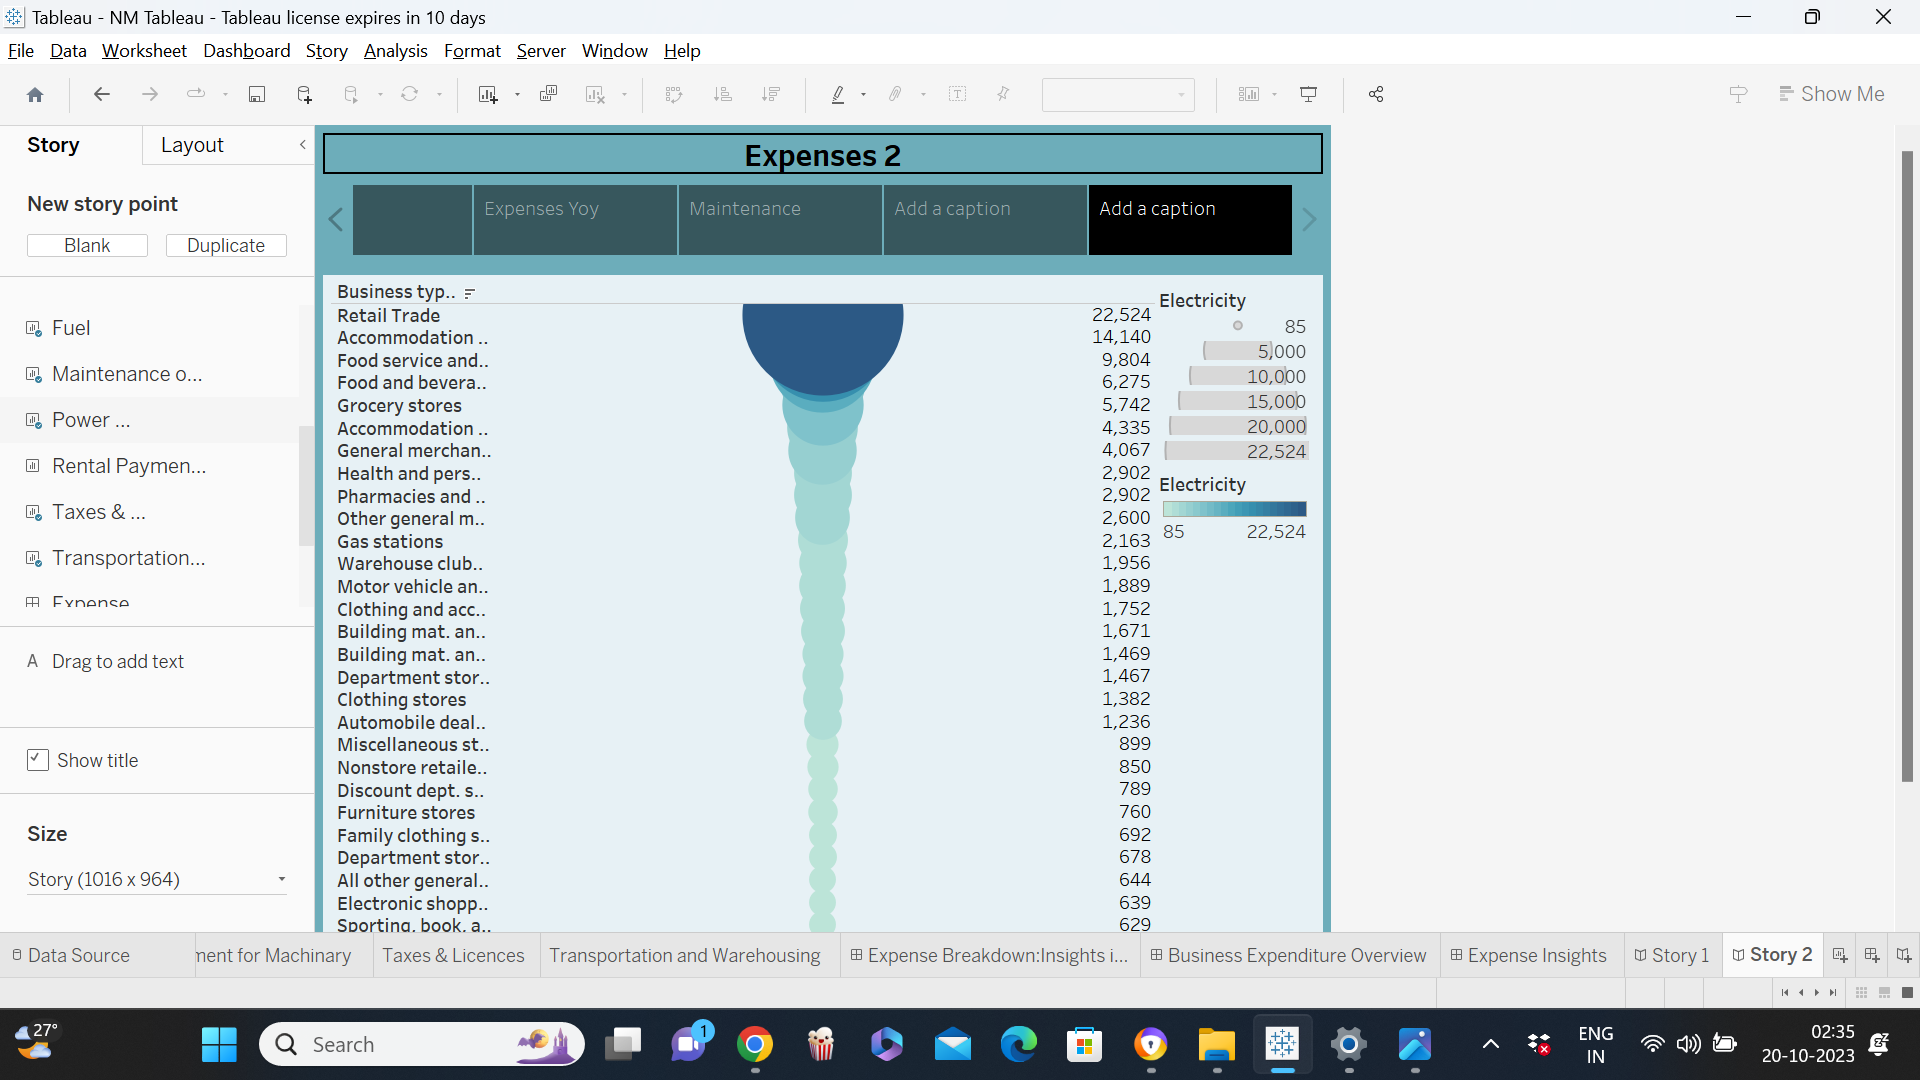 Tableau - NM Tableau - Tableau license expires in 10 days
File Data Worksheet Dashboard Story Analysis Format Server Window Help
Show Me
Story Layout
New story point
Blank Duplicate
Fuel
Maintenance o...
Power ...
Rental Paymen...
Taxes & ...
Transportation...
Expense
A Drag to add text
Show title
Size
Story (1016 x 964)
Expenses 2
Expenses Yoy Maintenance Add a caption Add a caption
Business typ..
Retail Trade 22,524
Accommodation .. 14,140
Food service and.. 9,804
Food and bevera.. 6,275
Grocery stores 5,742
Accommodation .. 4,335
General merchan.. 4,067
Health and pers.. 2,902
Pharmacies and .. 2,902
Other general m.. 2,600
Gas stations 2,163
Warehouse club.. 1,956
Motor vehicle an.. 1,889
Clothing and acc.. 1,752
Building mat. an.. 1,671
Building mat. an.. 1,469
Department stor.. 1,467
Clothing stores 1,382
Automobile deal.. 1,236
Miscellaneous st.. 899
Nonstore retaile.. 850
Discount dept. s.. 789
Furniture stores 760
Family clothing s.. 692
Department stor.. 678
All other general.. 644
Electronic shopp.. 639
Sporting, book, a.. 629
Electricity
85
5,000
10,000
15,000
20,000
22,524
Electricity
85 22,524
Data Source ment for Machinary Taxes & Licences Transportation and Warehousing Expense Breakdown:Insights i... Business Expenditure Overview Expense Insights Story 1 Story 2
27°
Search
1
ENG
IN
02:35
20-10-2023